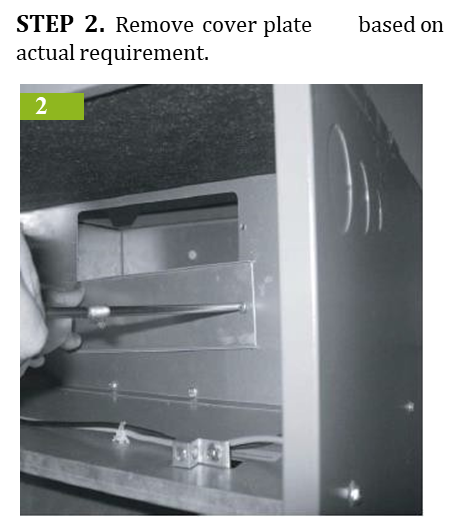 STEP 2. Remove cover plate based on
actual requirement.
2